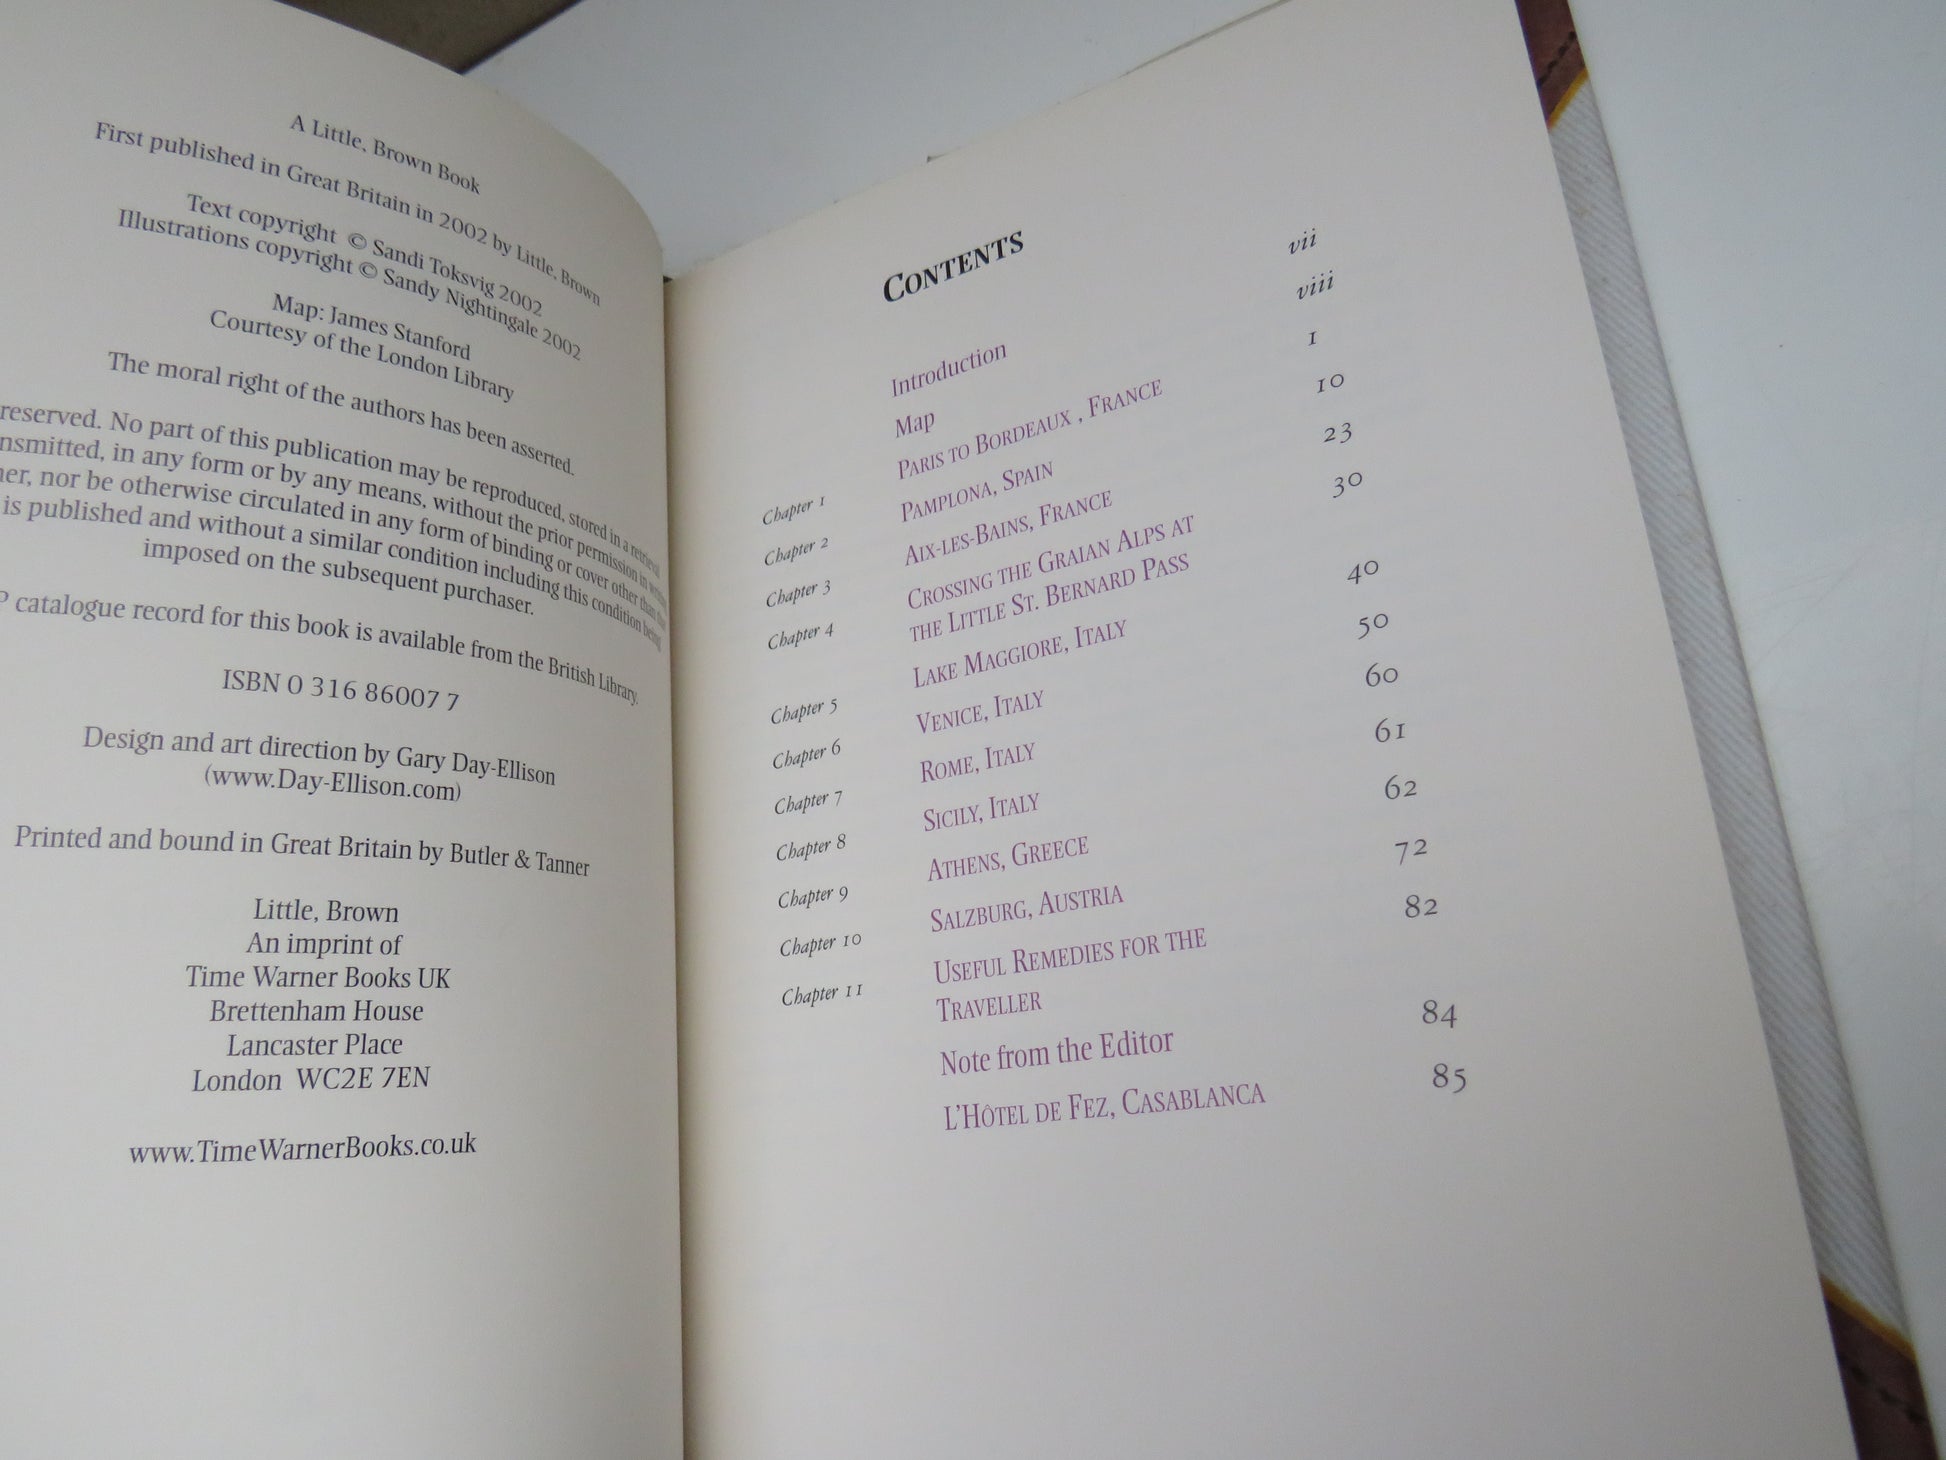 A Little, Brown Book
First published in Great Britain in 2002 by Little, Brown
Text copyright © Sandi Toksvig 2002
Illustrations copyright © Sandy Nightingale 2002
Map: James Stanford
Courtesy of the London Library
The moral right of the authors has been asserted.
reserved. No part of this publication may be reproduced, stored in a retrieval
in any form or by any means, without the prior permission in
nor be otherwise circulated in any form of binding or cover other than that
is published and without a similar condition including this condition being
imposed on the subsequent purchaser.
P catalogue record for this book is available from the British Library.
ISBN 0 316 86007 7
Design and art direction by Gary Day-Ellison
(www.Day-Ellison.com)
Printed and bound in Great Britain by Butler & Tanner
Little, Brown
An imprint of
Time Warner Books UK
Brettenham House
Lancaster Place
London WC2E 7EN
www.TimeWarnerBooks.co.uk
CONTENTS
Introduction vii
Map viii
Chapter 1 PARIS TO BORDEAUX , FRANCE 1
Chapter 2 PAMPLONA, SPAIN 10
Chapter 3 AIX-LES-BAINS, FRANCE 23
Chapter 4 CROSSING THE GRAIAN ALPS AT 30
THE LITTLE ST. BERNARD PASS
Chapter 5 LAKE MAGGIORE, ITALY 40
Chapter 6 VENICE, ITALY 50
Chapter 7 ROME, ITALY 60
Chapter 8 SICILY, ITALY 61
Chapter 9 ATHENS, GREECE 62
Chapter 10 SALZBURG, AUSTRIA 72
Chapter 11 USEFUL REMEDIES FOR THE 82
TRAVELLER
Note from the Editor 84
L'HÔTEL DE FEZ, CASABLANCA 85